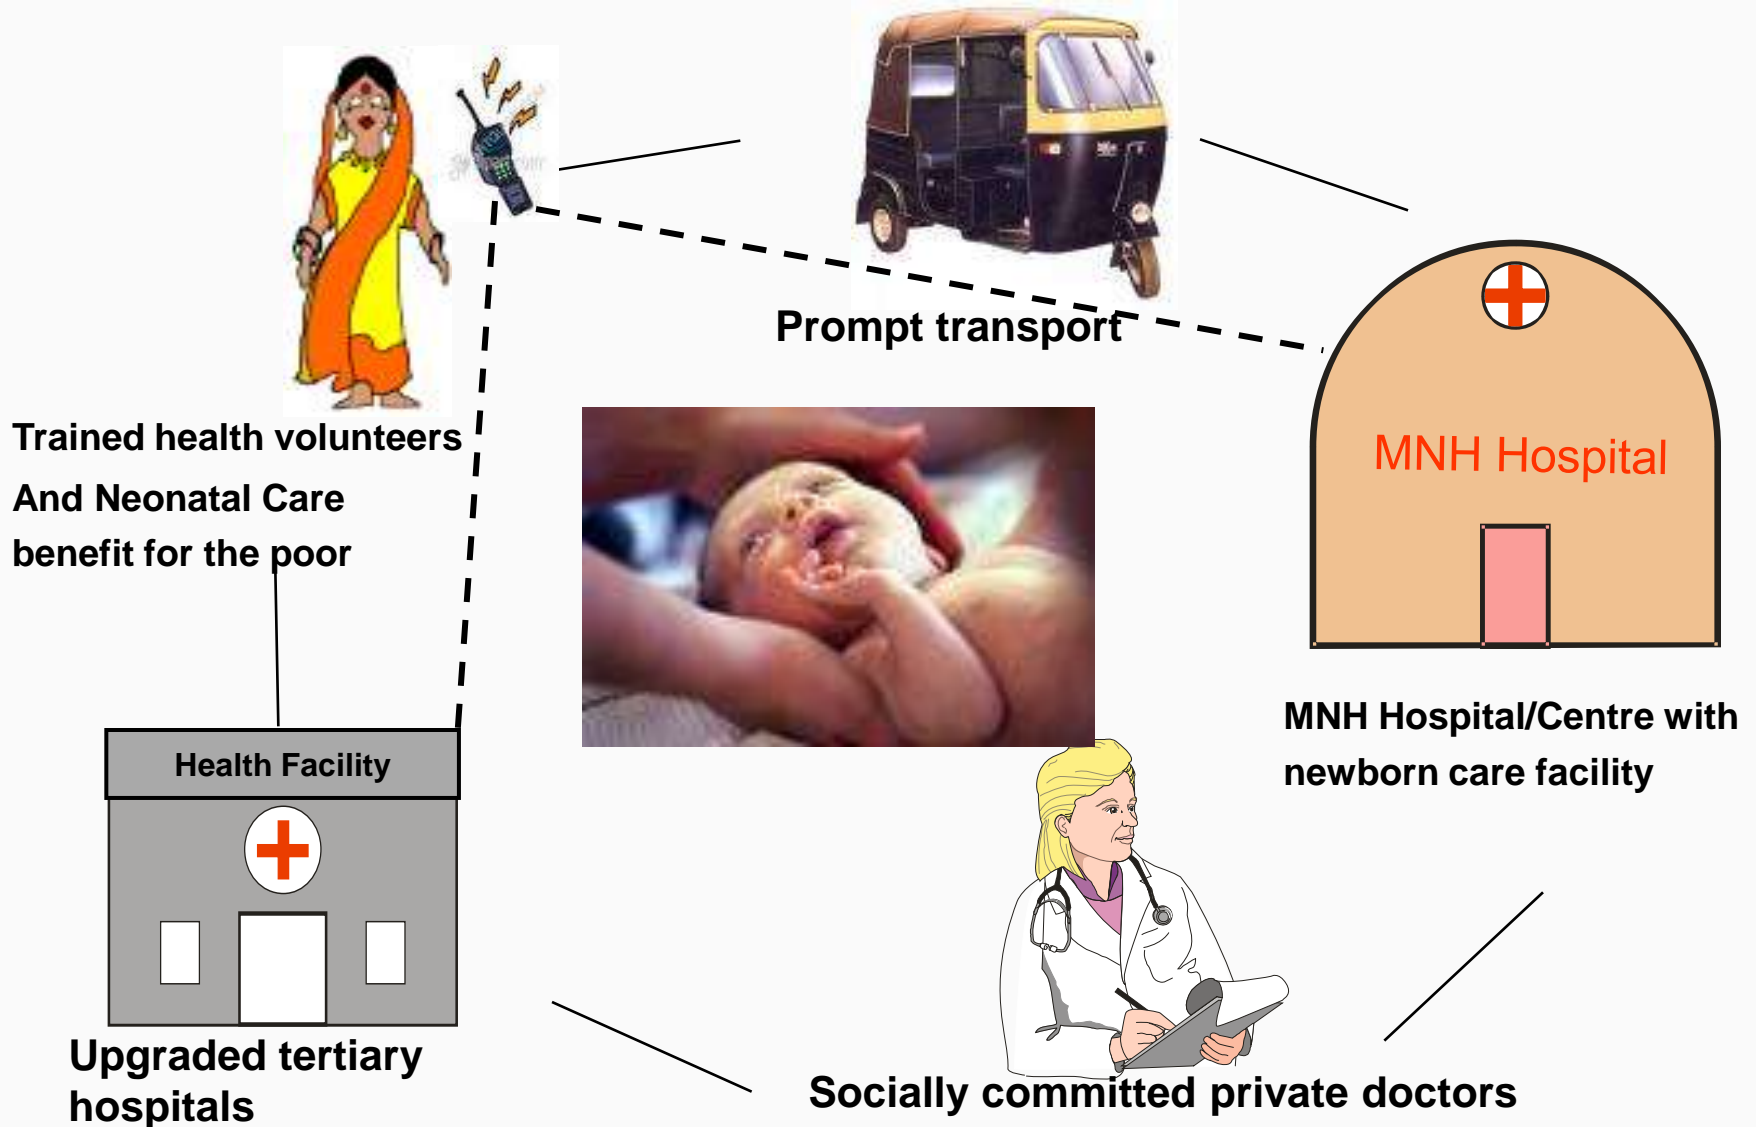 Prompt transport
Trained health volunteers
And Neonatal Care
benefit for the poor
MNH Hospital
MNH Hospital/Centre with
newborn care facility
Health Facility
Upgraded tertiary
hospitals
Socially committed private doctors